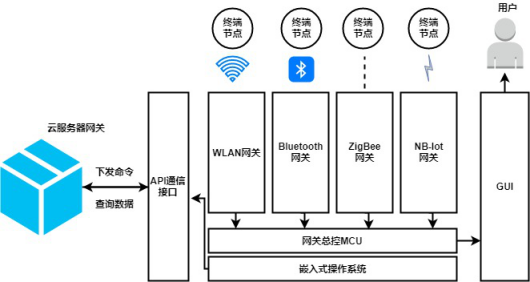 终端
节点
终端
节点
终端
节点
终端
节点
用户
云服务器网关
下发命令
查询数据
API通信
接口
WLAN网关
Bluetooth
网关
ZigBee
网关
NB-Iot
网关
GUI
网关总控MCU
嵌入式操作系统